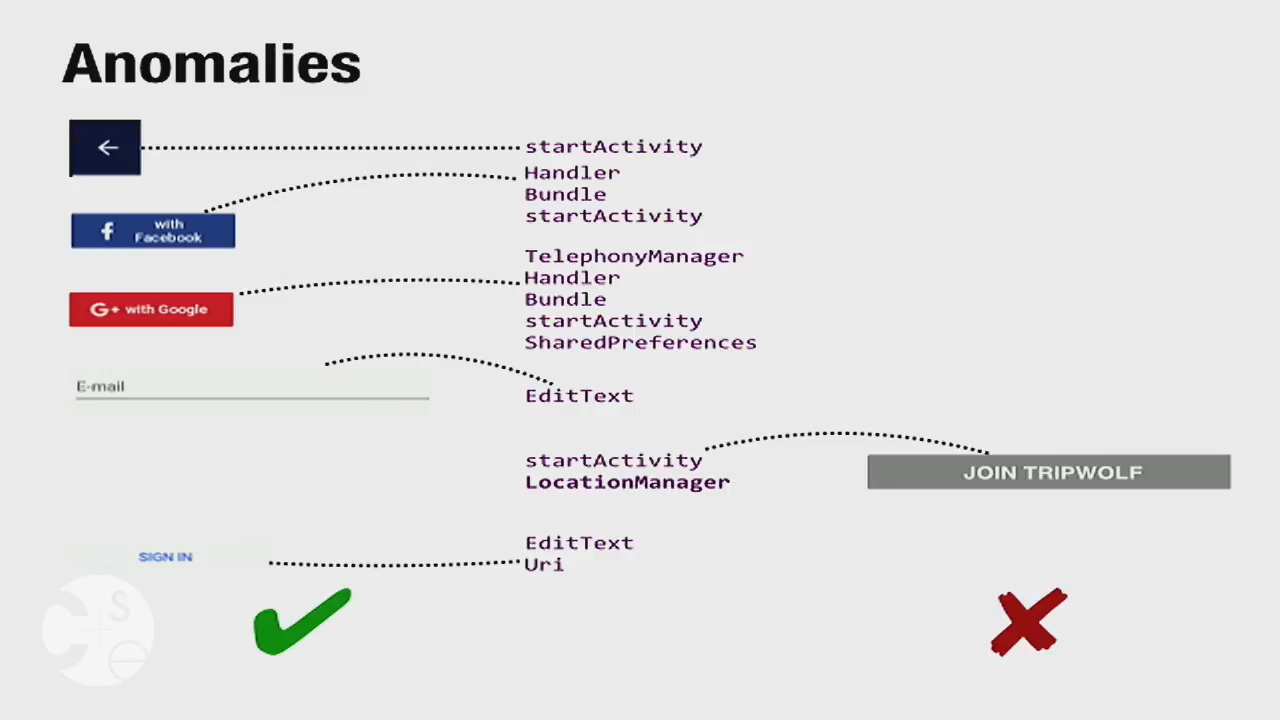 Anomalies
startActivity
Handler
Bundle
startActivity
with
Facebook
TelephonyManager
Handler
Bundle
startActivity
SharedPreferences
G+ with Google
E-mail
EditText
startActivity
LocationManager
JOIN TRIPWOLF
EditText
Uri
SIGN IN
C S e